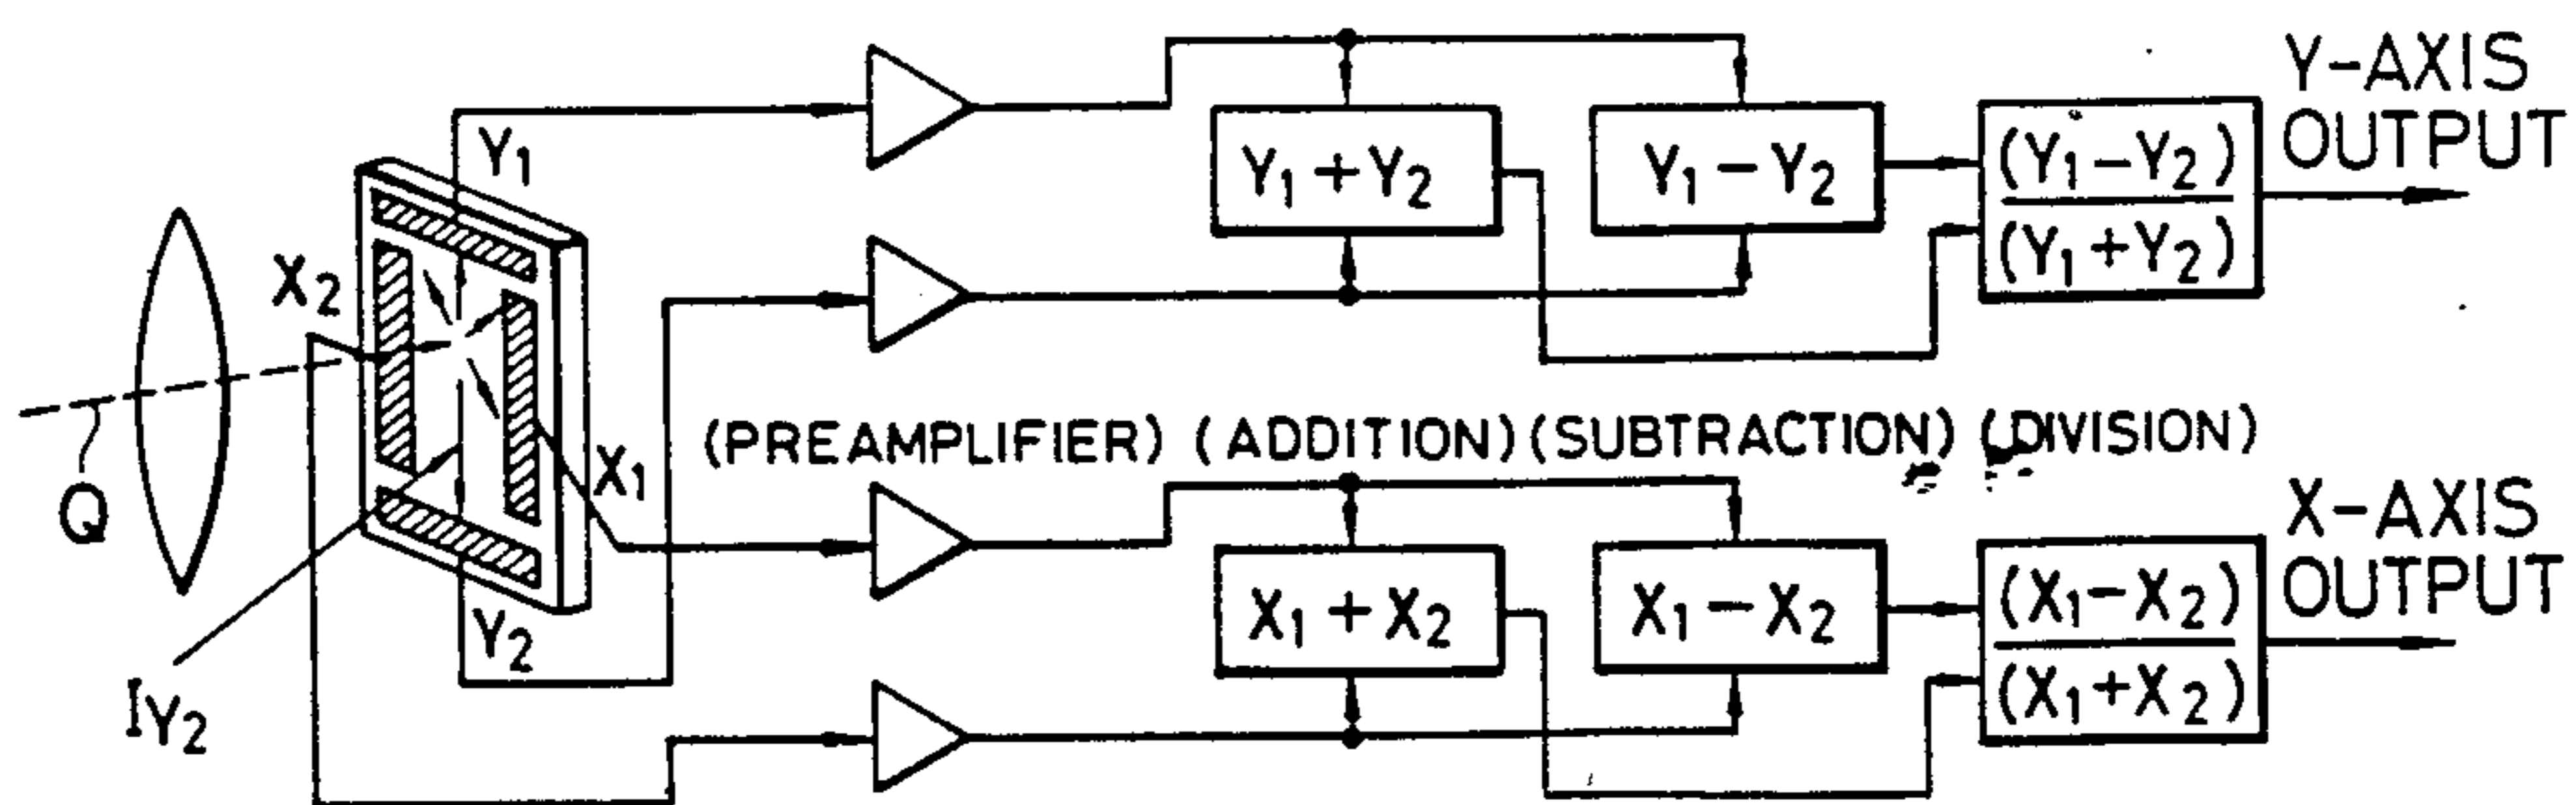 Y1
X2
Q
IY2
Y2
X1
Y1 + Y2
Y1 − Y2
(Y1 − Y2)
(Y1 + Y2)
Y-AXIS
OUTPUT
(PREAMPLIFIER) (ADDITION) (SUBTRACTION) (DIVISION)
X1 + X2
X1 − X2
(X1 − X2)
(X1 + X2)
X-AXIS
OUTPUT